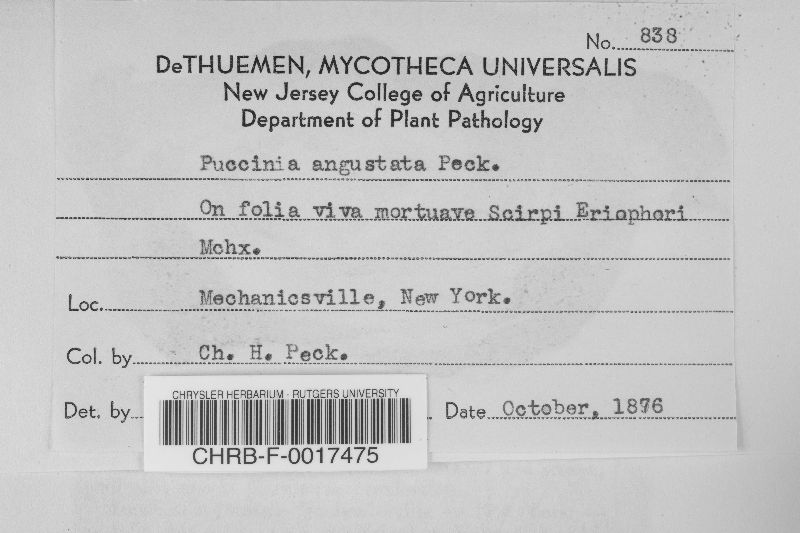 No. 838
DeTHUEMEN, MYCOTHECA UNIVERSALIS
New Jersey College of Agriculture
Department of Plant Pathology
Puccinia angustata Peck.
On folia viva mortuave Scirpi Eriophori
Mchx.
Loc. Mechanicsville, New York.
Col. by Ch. H. Peck.
Det. by
Date October, 1876
CHRYSLER HERBARIUM - RUTGERS UNIVERSITY
CHRB-F-0017475